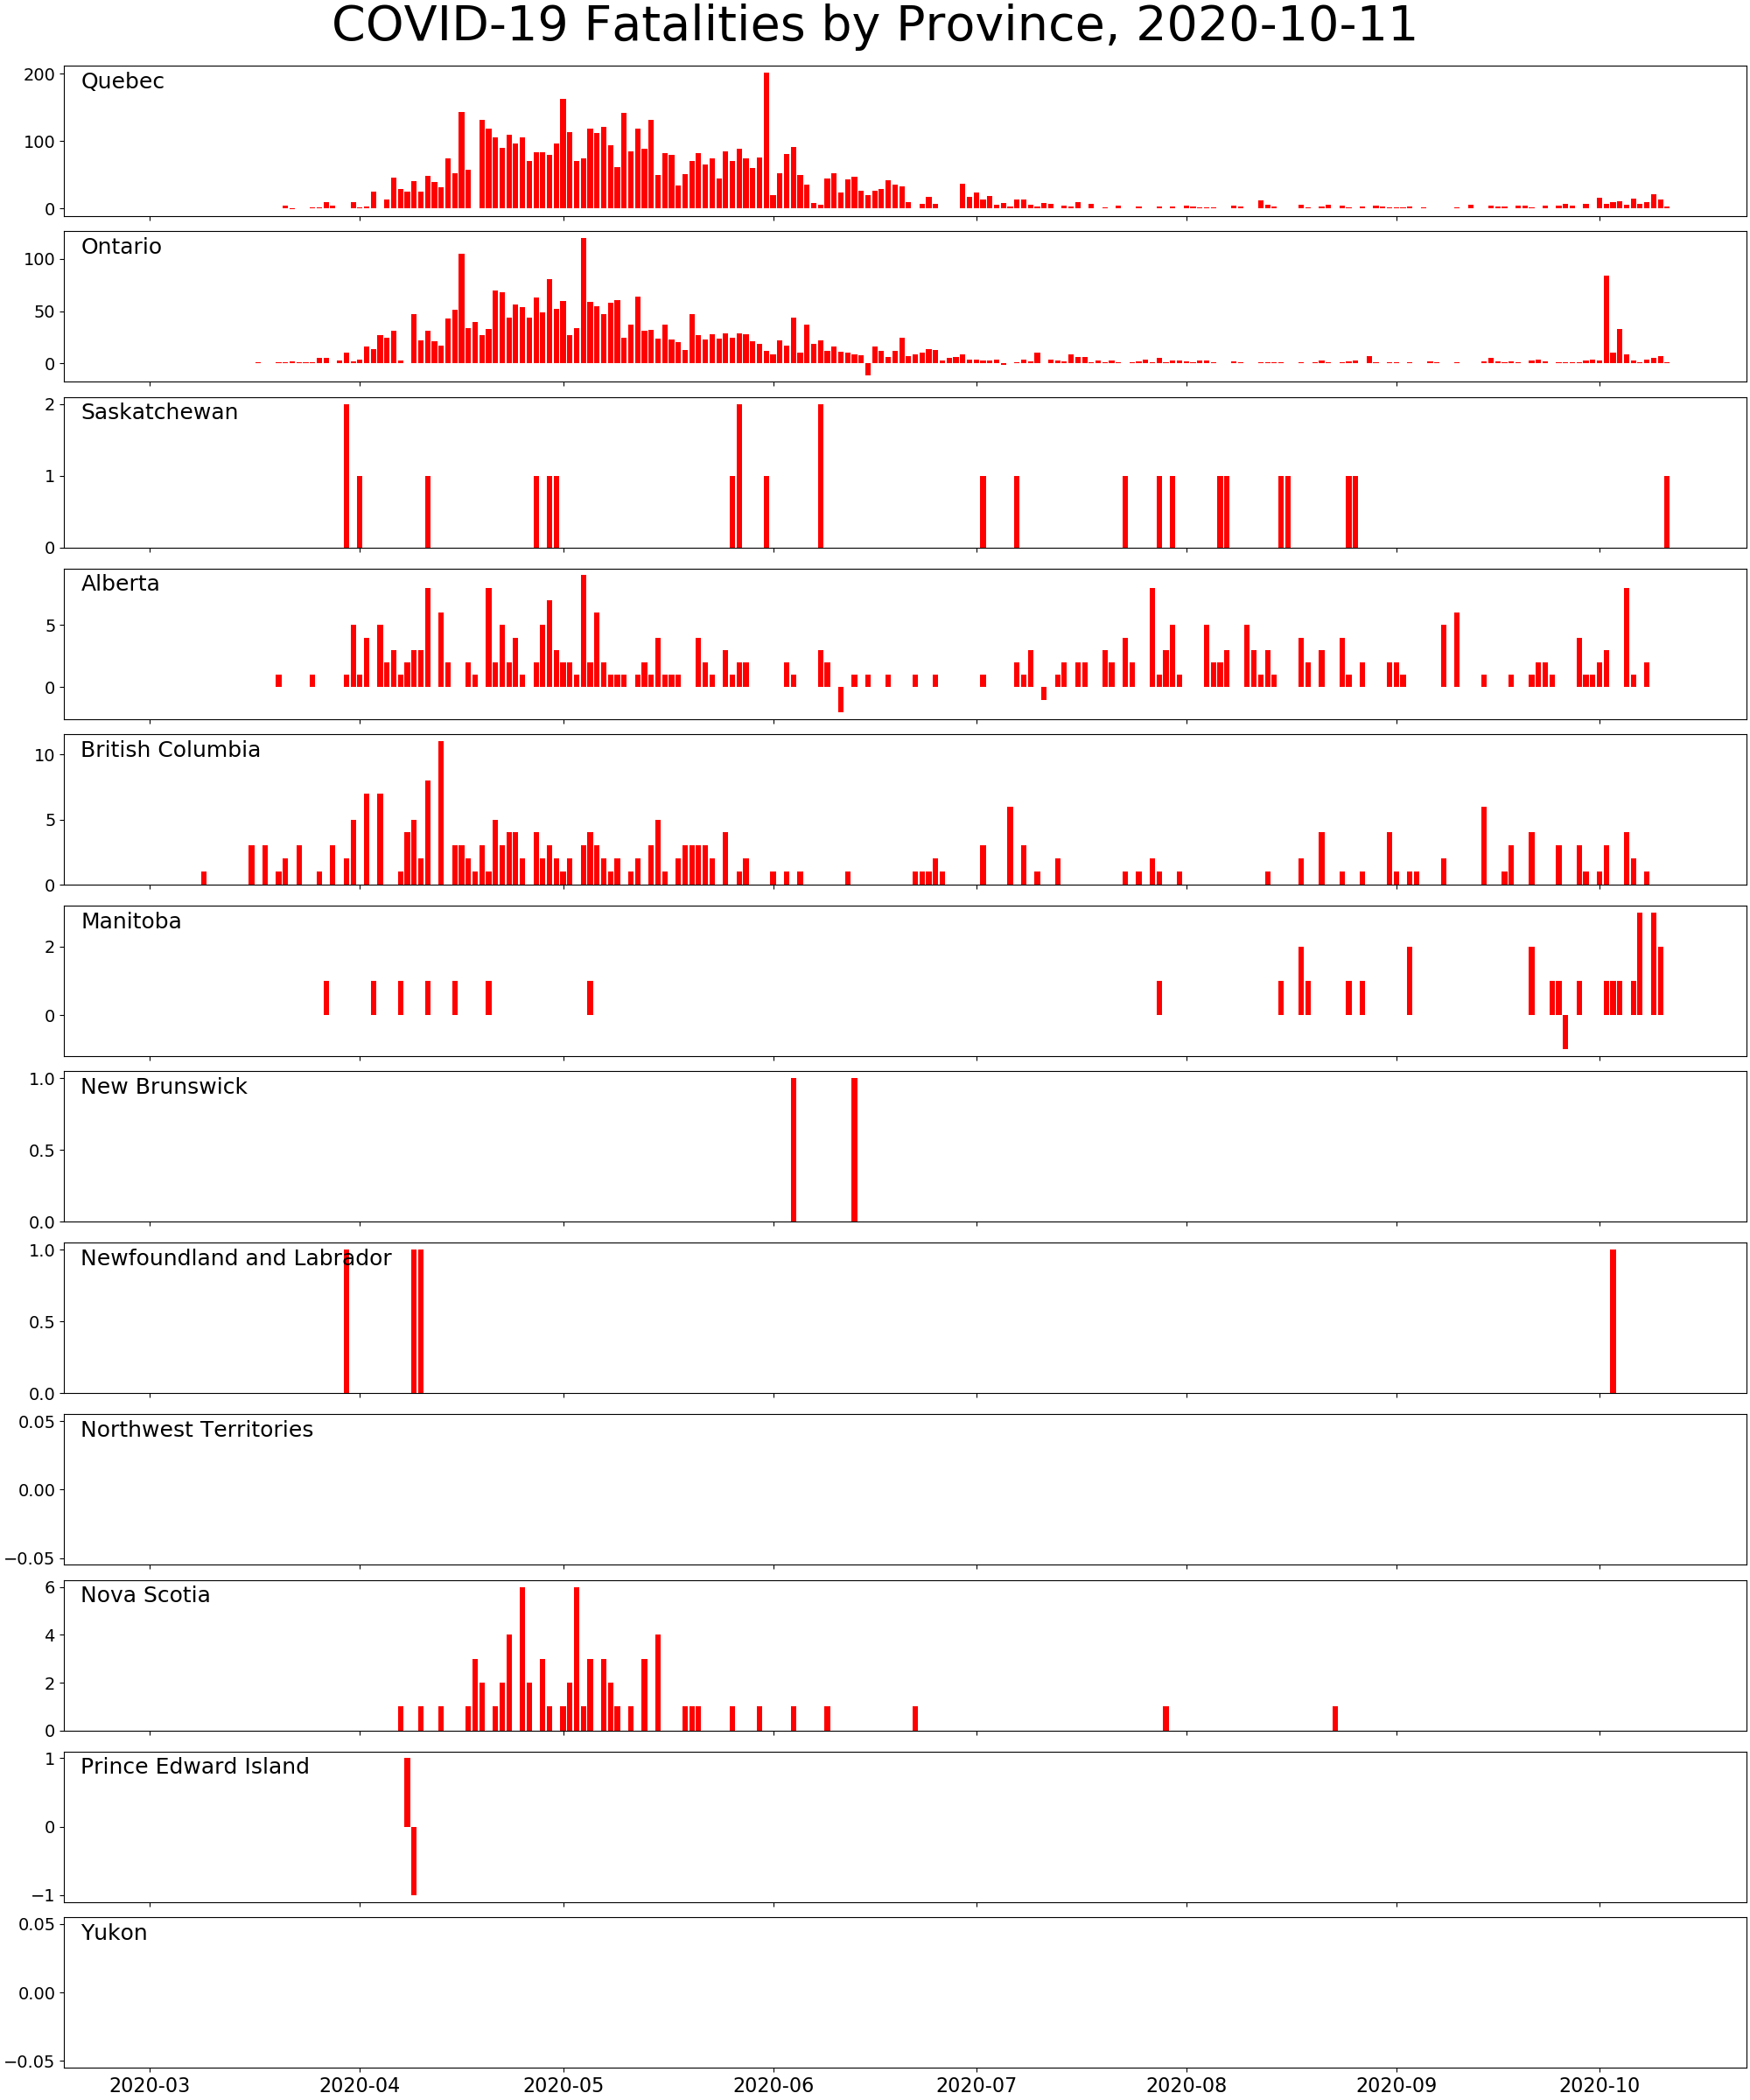 COVID-19 Fatalities by Province, 2020-10-11
Quebec
200
100
0
Ontario
100
50
0
Saskatchewan
2
1
0
Alberta
5
0
British Columbia
10
5
0
Manitoba
2
0
New Brunswick
1.0
0.5
0.0
Newfoundland and Labrador
1.0
0.5
0.0
Northwest Territories
0.05
0.00
−0.05
Nova Scotia
6
4
2
0
Prince Edward Island
1
0
−1
Yukon
0.05
0.00
−0.05
2020-03 2020-04 2020-05 2020-06 2020-07 2020-08 2020-09 2020-10